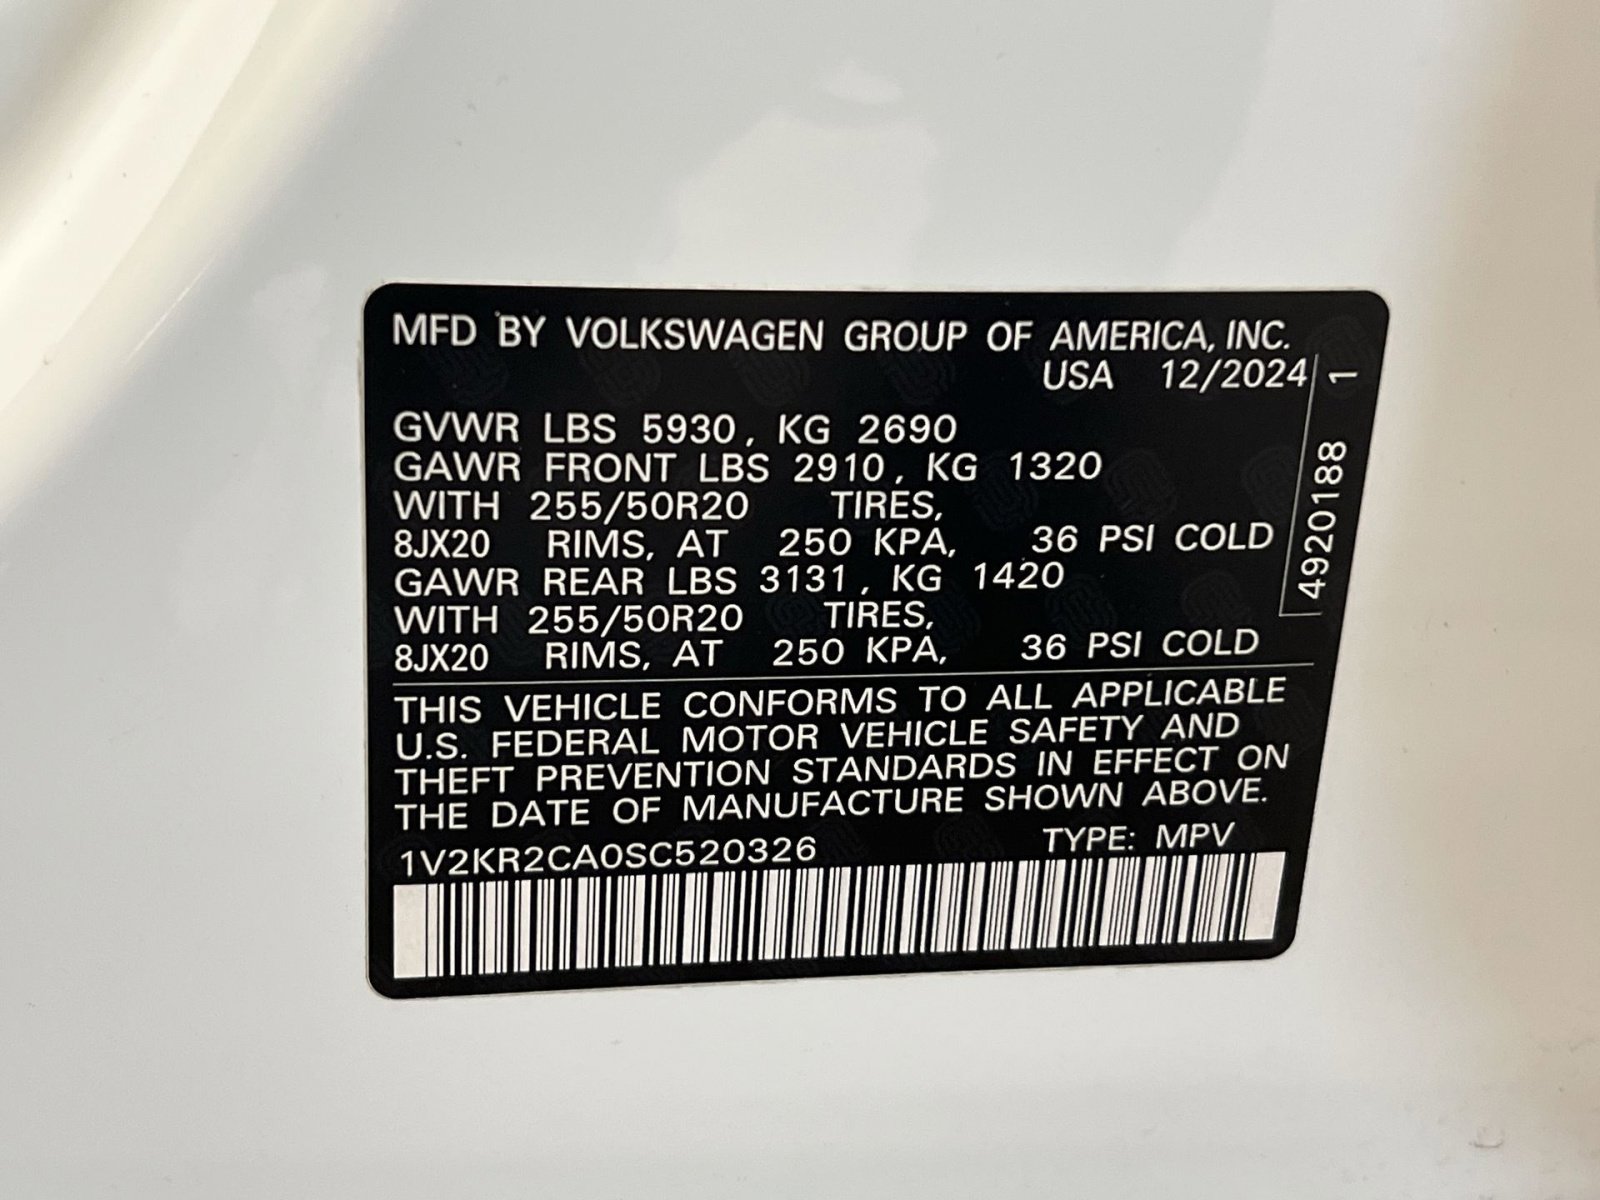 MFD BY VOLKSWAGEN GROUP OF AMERICA, INC.
USA 12/2024
GVWR LBS 5930, KG 2690
GAWR FRONT LBS 2910, KG 1320
WITH 255/50R20 TIRES,
8JX20 RIMS, AT 250 KPA, 36 PSI COLD
GAWR REAR LBS 3131, KG 1420
WITH 255/50R20 TIRES,
8JX20 RIMS, AT 250 KPA, 36 PSI COLD
4920188 1
THIS VEHICLE CONFORMS TO ALL APPLICABLE
U.S. FEDERAL MOTOR VEHICLE SAFETY AND
THEFT PREVENTION STANDARDS IN EFFECT ON
THE DATE OF MANUFACTURE SHOWN ABOVE.
1V2KR2CA0SC520326 TYPE: MPV